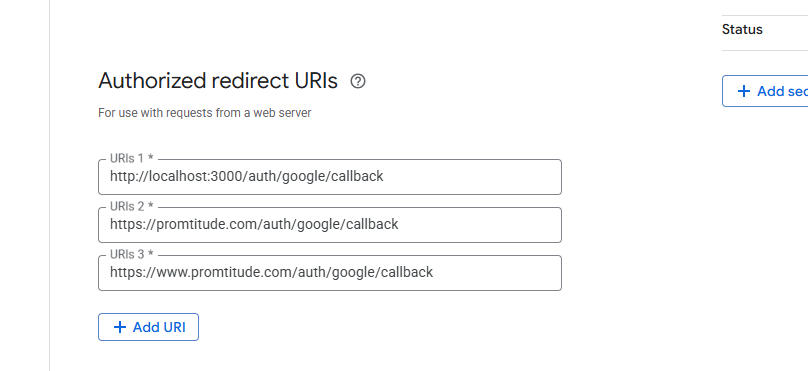 Status
Authorized redirect URIs
For use with requests from a web server
URIs 1 *
http://localhost:3000/auth/google/callback
URIs 2 *
https://promtitude.com/auth/google/callback
URIs 3 *
https://www.promtitude.com/auth/google/callback
+ Add URI
+ Add sec